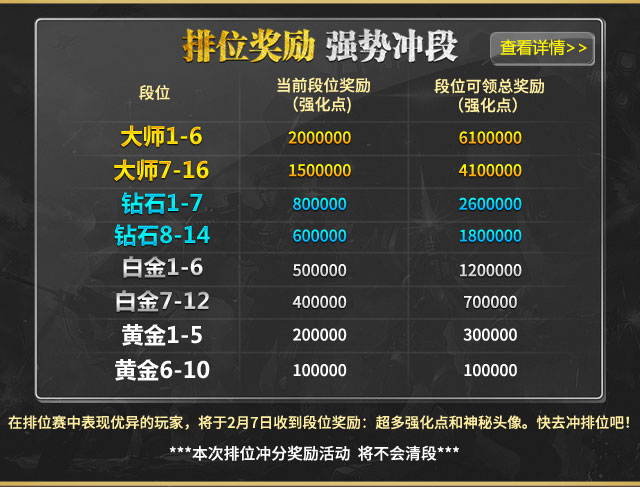 排位奖励 强势冲段
查看详情>>
段位 当前段位奖励 (强化点) 段位可领总奖励 (强化点)
大师1-6 2000000 6100000
大师7-16 1500000 4100000
钻石1-7 800000 2600000
钻石8-14 600000 1800000
白金1-6 500000 1200000
白金7-12 400000 700000
黄金1-5 200000 300000
黄金6-10 100000 100000
在排位赛中表现优异的玩家，将于2月7日收到段位奖励：超多强化点和神秘头像。快去冲排位吧！
***本次排位冲分奖励活动 将不会清段***